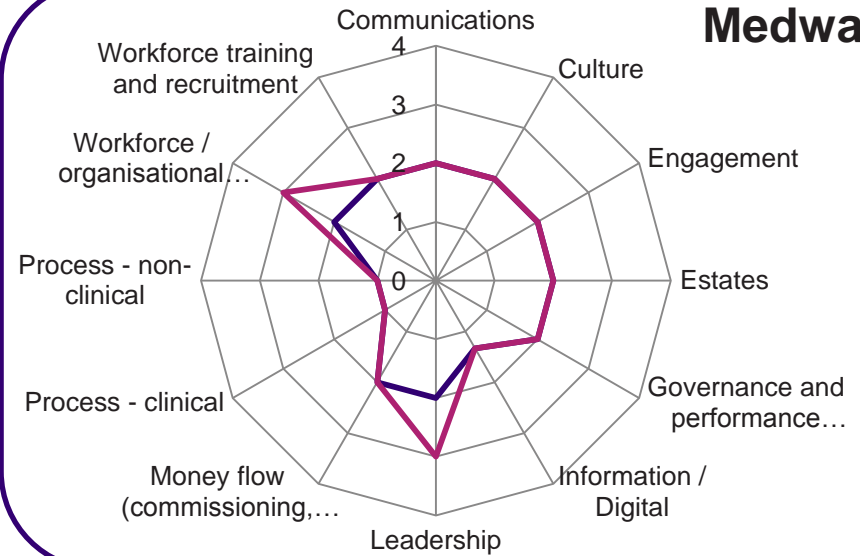 Communications
Medwa
4
Culture
Workforce training
and recruitment
3
Workforce /
organisational…
2
Engagement
1
Process - non-
clinical
0
Estates
Process - clinical
Governance and
performance…
Money flow
(commissioning,…
Information /
Digital
Leadership